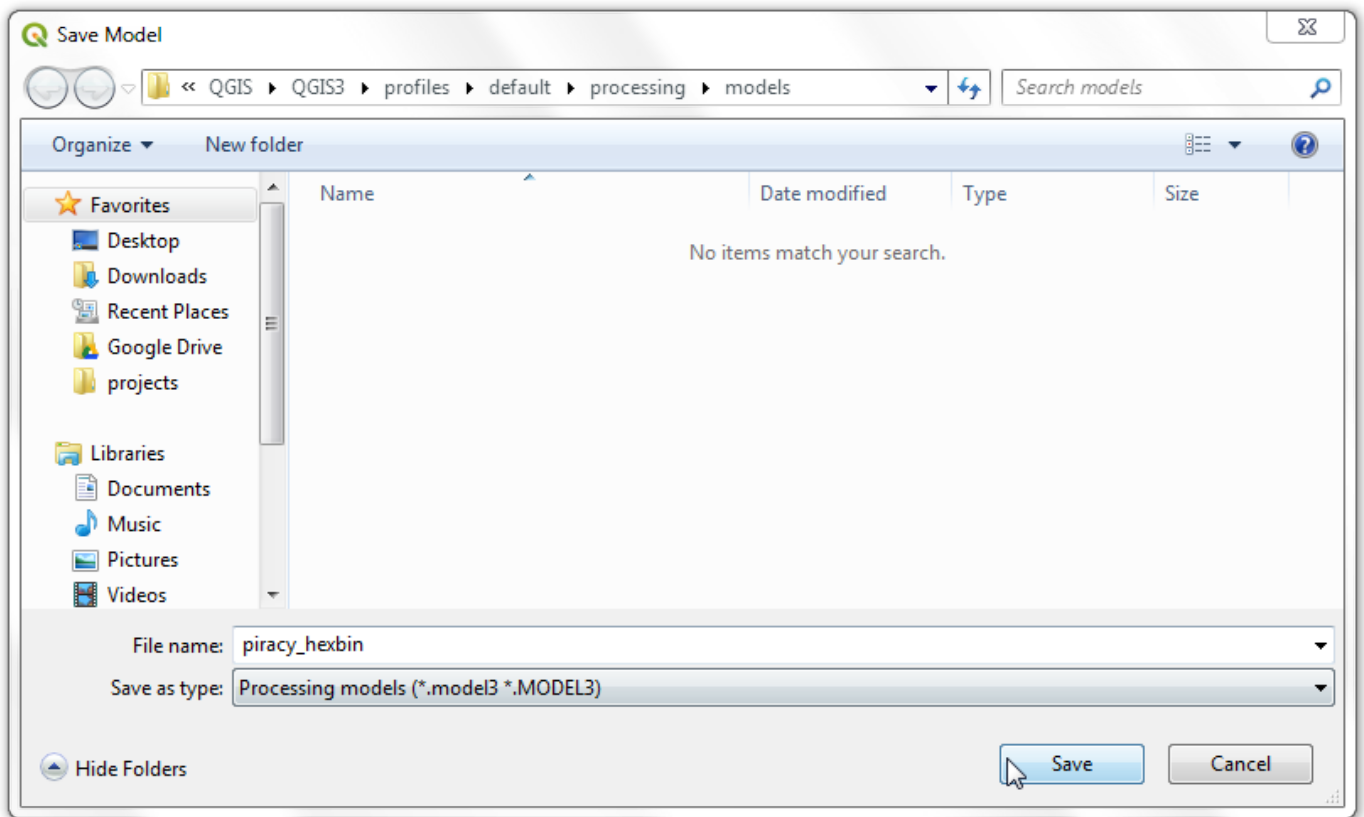 Save Model
« QGIS ▸ QGIS3 ▸ profiles ▸ default ▸ processing ▸ models Search models
Organize New folder
Name Date modified Type Size
Favorites
Desktop
No items match your search.
Downloads
Recent Places
Google Drive
projects
Libraries
Documents
Music
Pictures
Videos
File name: piracy_hexbin
Save as type: Processing models (*.model3 *.MODEL3)
Hide Folders Save Cancel